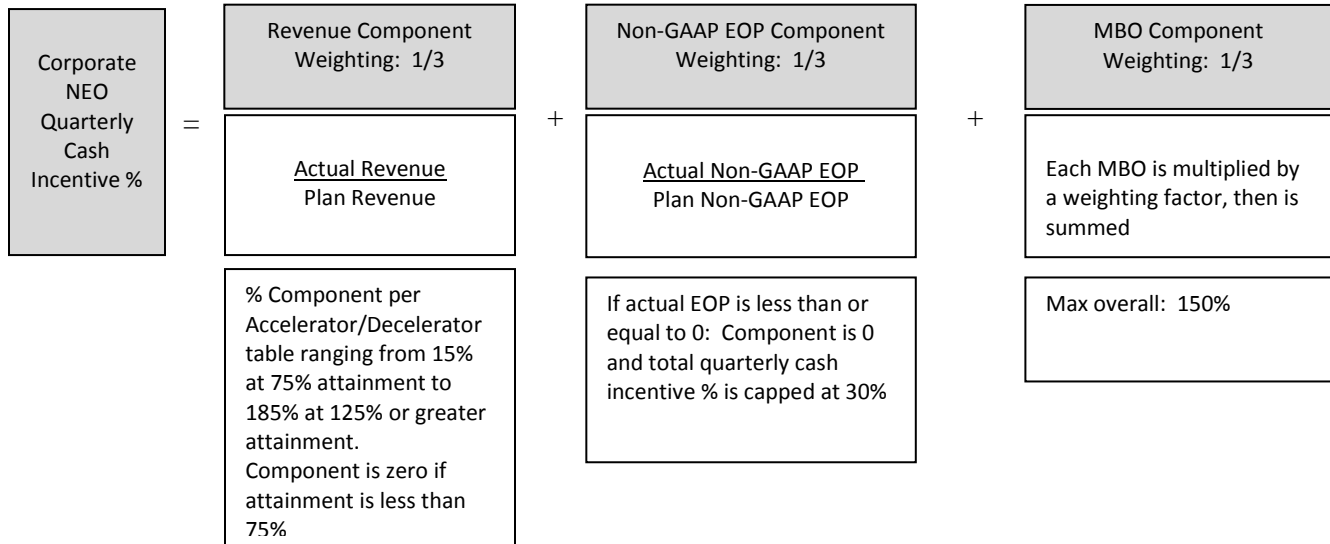 Corporate
NEO
Quarterly
Cash
Incentive %
=
Revenue Component
Weighting: 1/3
Actual Revenue
Plan Revenue
% Component per
Accelerator/Decelerator
table ranging from 15%
at 75% attainment to
185% at 125% or greater
attainment.
Component is zero if
attainment is less than
75%
+
Non-GAAP EOP Component
Weighting: 1/3
Actual Non-GAAP EOP
Plan Non-GAAP EOP
If actual EOP is less than or
equal to 0: Component is 0
and total quarterly cash
incentive % is capped at 30%
+
MBO Component
Weighting: 1/3
Each MBO is multiplied by
a weighting factor, then is
summed
Max overall: 150%